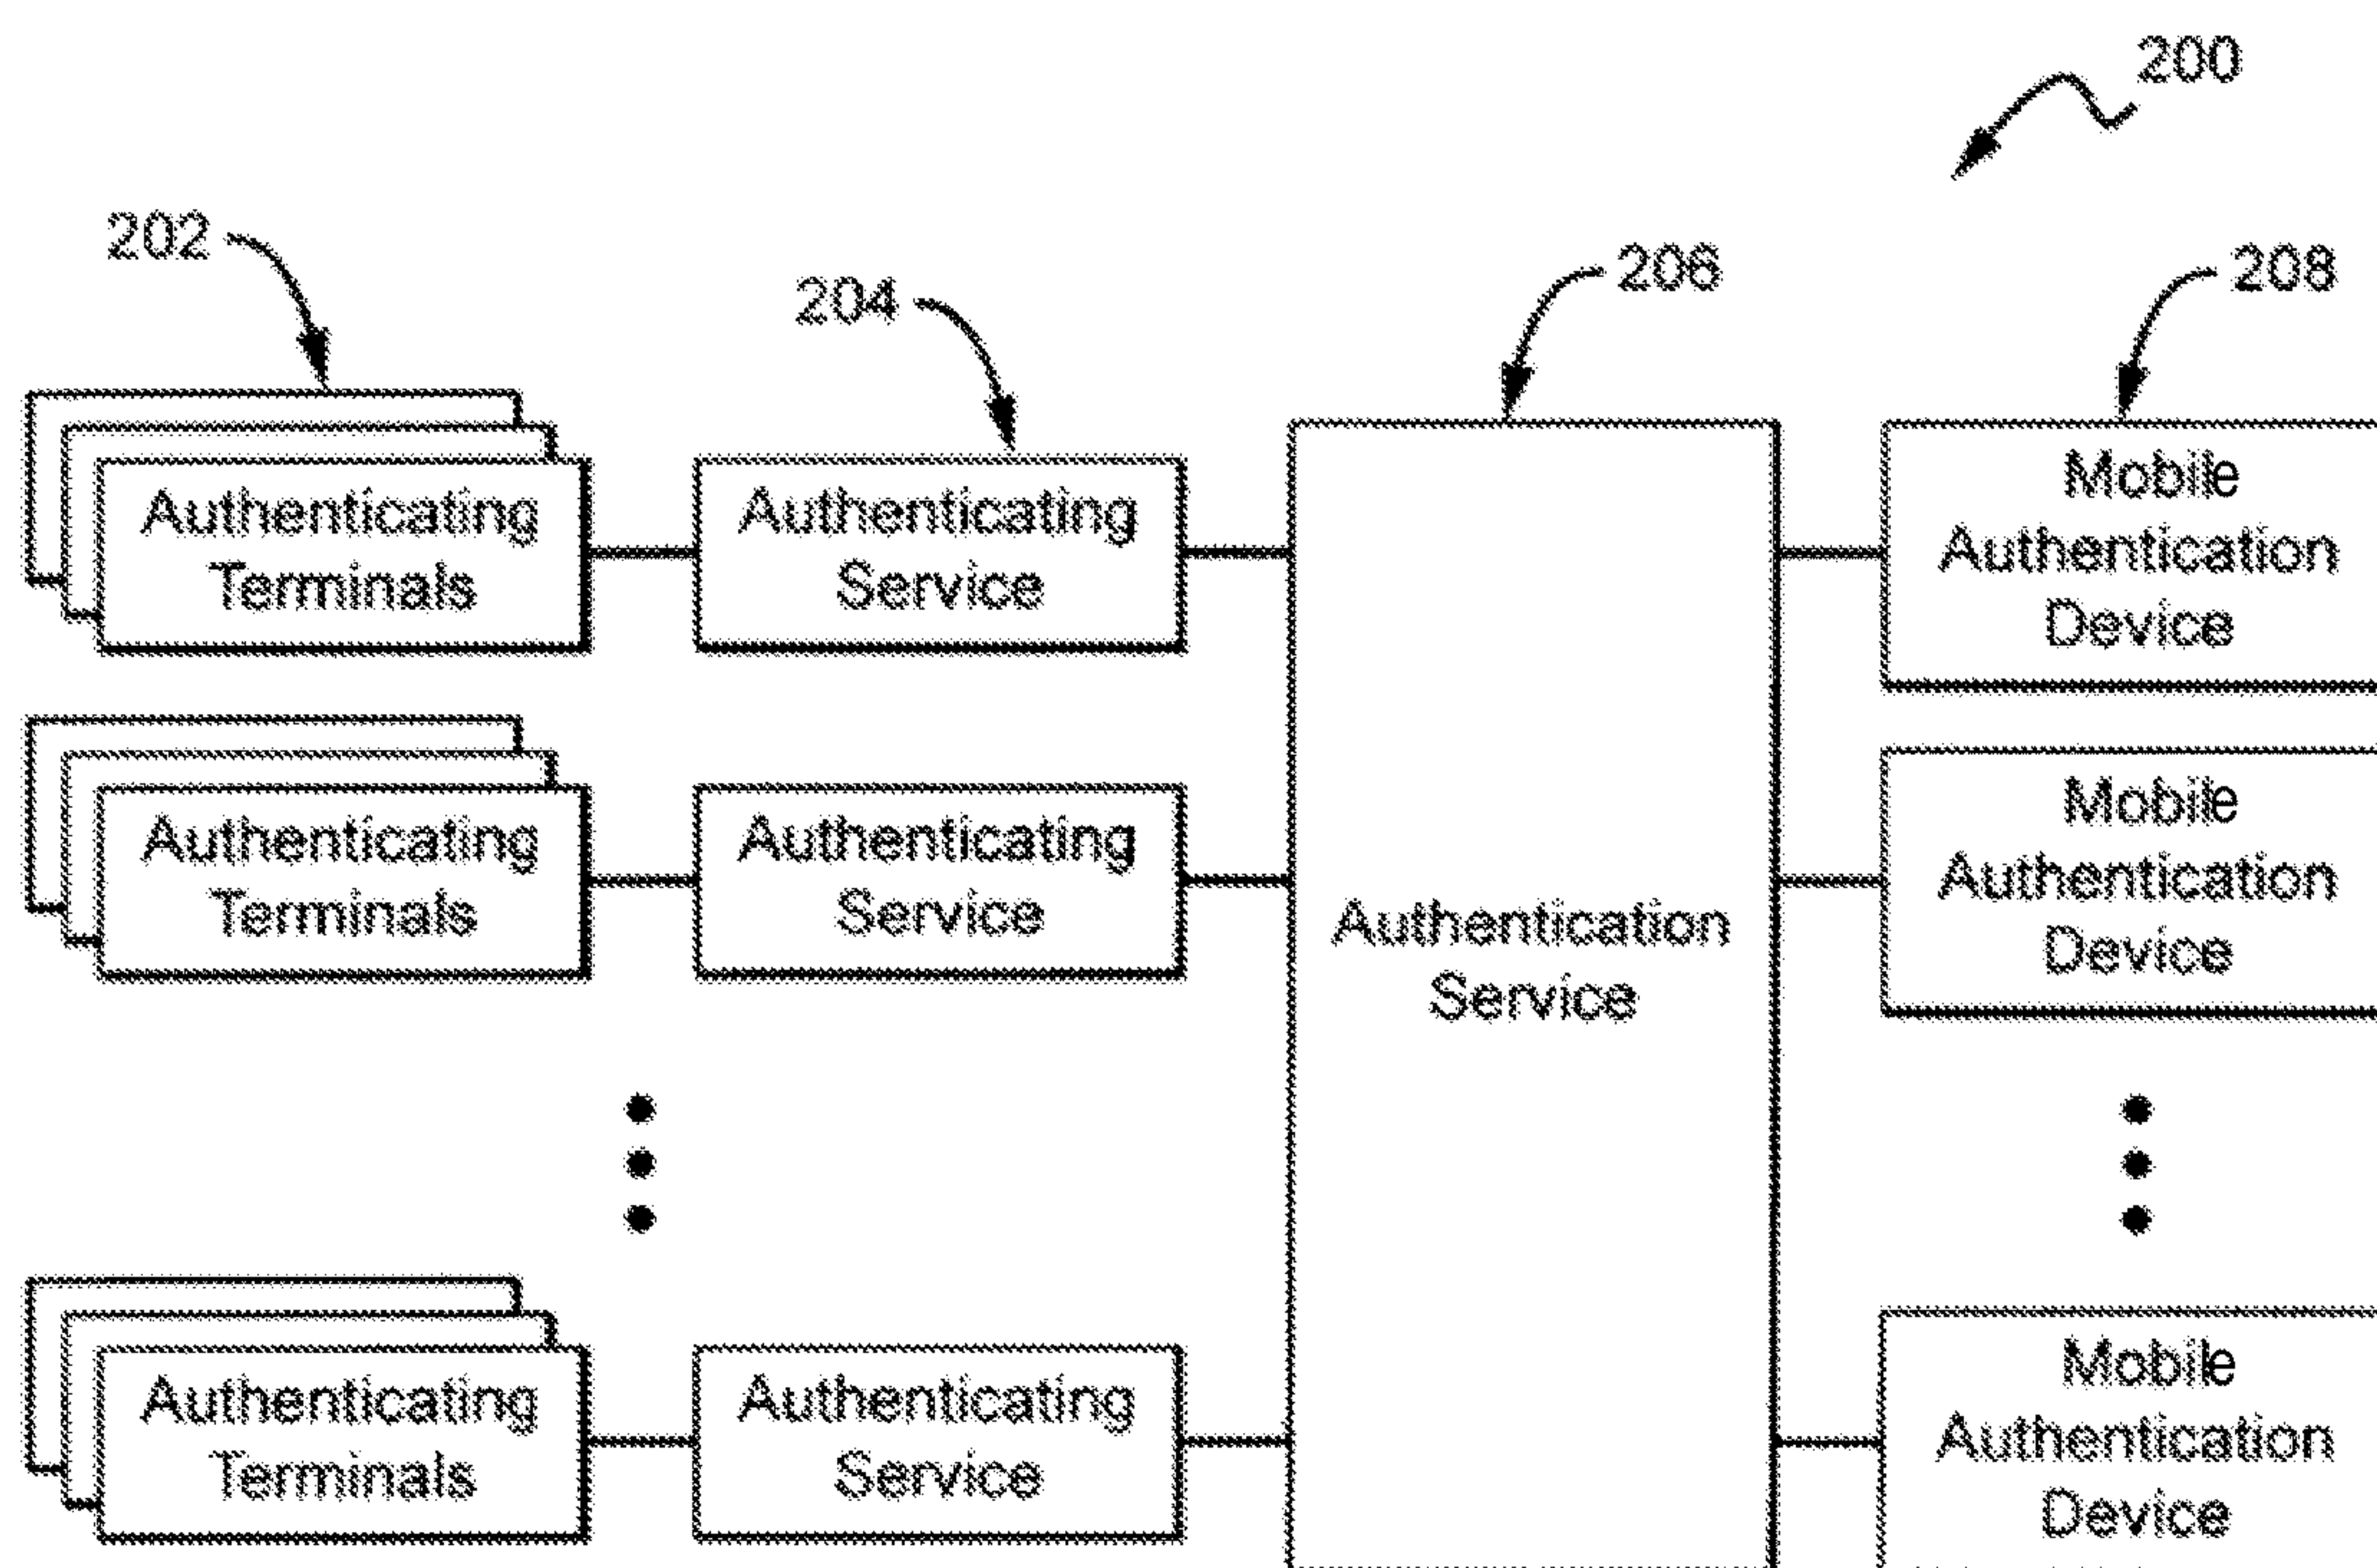 200
202
204
206
208
Authenticating
Terminals
Authenticating
Service
Mobile
Authentication
Device
Authenticating
Terminals
Authenticating
Service
Authentication
Service
Mobile
Authentication
Device
Authenticating
Terminals
Authenticating
Service
Mobile
Authentication
Device